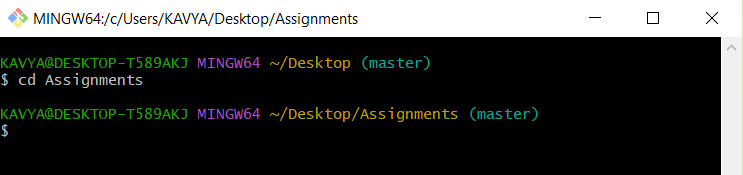 MINGW64:/c/Users/KAVYA/Desktop/Assignments
KAVYA@DESKTOP-T589AKJ MINGW64 ~/Desktop (master)
$ cd Assignments
KAVYA@DESKTOP-T589AKJ MINGW64 ~/Desktop/Assignments (master)
$